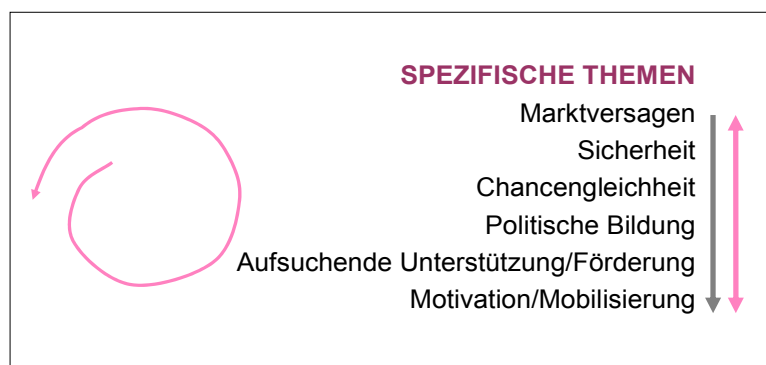 SPEZIFISCHE THEMEN
Marktversagen
Sicherheit
Chancengleichheit
Politische Bildung
Aufsuchende Unterstützung/Förderung
Motivation/Mobilisierung